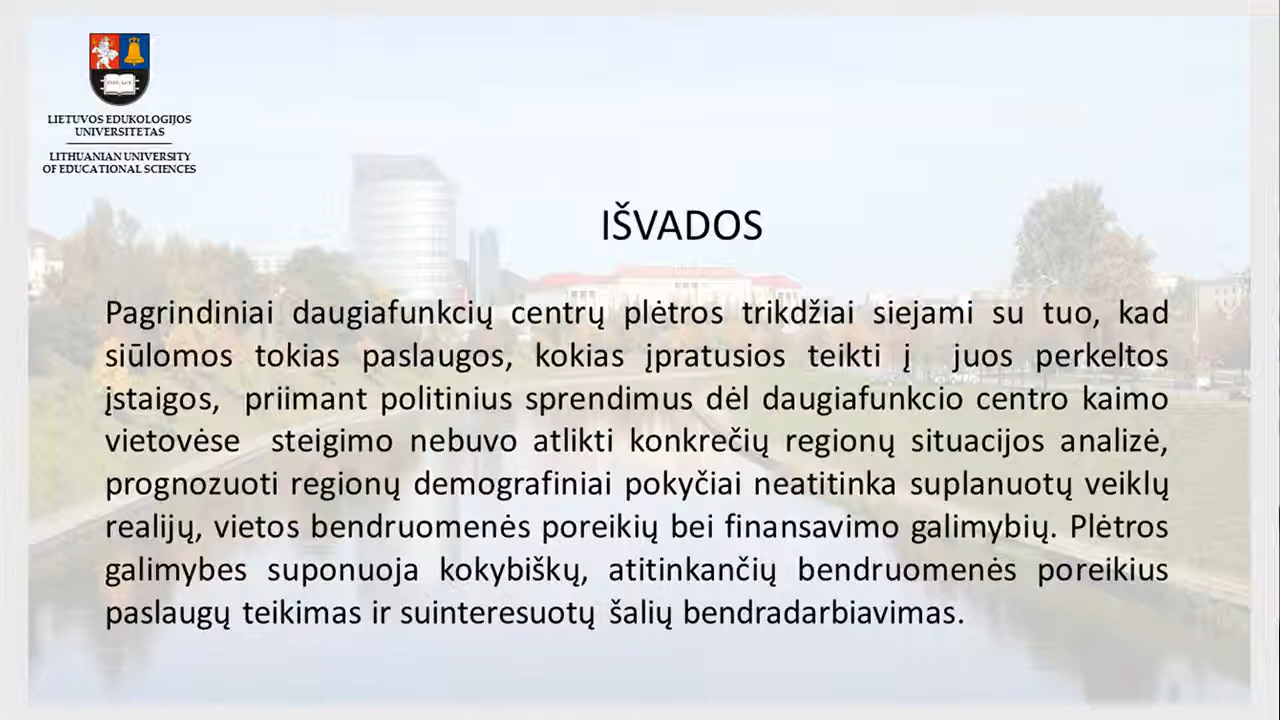 LIETUVOS EDUKOLOGIJOS
UNIVERSITETAS
LITHUANIAN UNIVERSITY
OF EDUCATIONAL SCIENCES
IŠVADOS
Pagrindiniai daugiafunkcių centrų plėtros trikdžiai siejami su tuo, kad
siūlomos tokias paslaugos, kokias įpratusios teikti į juos perkeltos
įstaigos, priimant politinius sprendimus dėl daugiafunkcio centro kaimo
vietovėse steigimo nebuvo atlikti konkrečių regionų situacijos analizė,
prognozuoti regionų demografiniai pokyčiai neatitinka suplanuotų veiklų
realijų, vietos bendruomenės poreikių bei finansavimo galimybių. Plėtros
galimybes suponuoja kokybiškų, atitinkančių bendruomenės poreikius
paslaugų teikimas ir suinteresuotų šalių bendradarbiavimas.